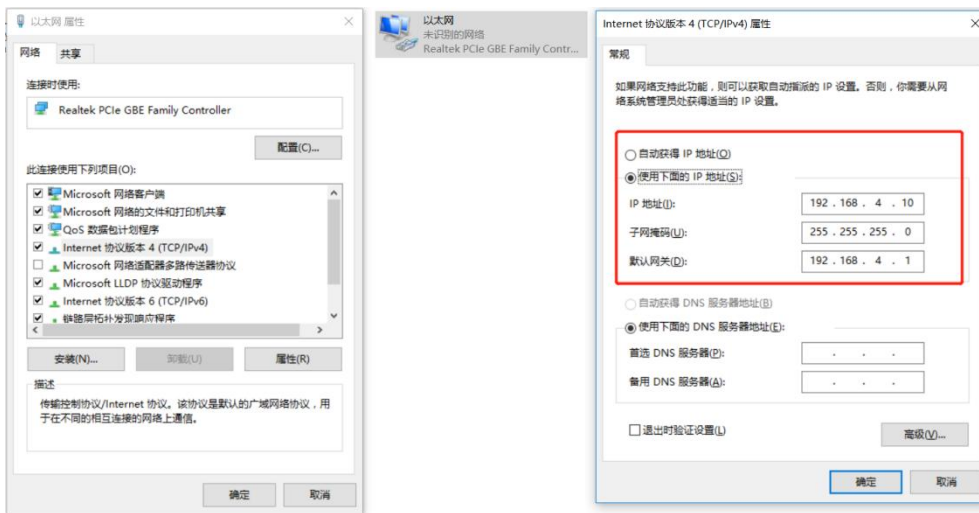 以太网 属性
网络
共享
连接时使用:
Realtek PCIe GBE Family Controller
配置(C)...
此连接使用下列项目(O):
Microsoft 网络客户端
Microsoft 网络的文件和打印机共享
QoS 数据包计划程序
Internet 协议版本 4 (TCP/IPv4)
Microsoft 网络适配器多路传送器协议
Microsoft LLDP 协议驱动程序
Internet 协议版本 6 (TCP/IPv6)
链路层拓扑发现响应程序
安装(N)...
卸载(U)
属性(R)
描述
传输控制协议/Internet 协议。该协议是默认的广域网络协议，用
于在不同的相互连接的网络上通信。
确定
取消
以太网
未识别的网络
Realtek PCIe GBE Family Contr...
Internet 协议版本 4 (TCP/IPv4) 属性
常规
如果网络支持此功能，则可以获取自动指派的 IP 设置。否则，你需要从网
络系统管理员处获得适当的 IP 设置。
自动获得 IP 地址(O)
使用下面的 IP 地址(S):
IP 地址(I):
192 . 168 . 4 . 10
子网掩码(U):
255 . 255 . 255 . 0
默认网关(D):
192 . 168 . 4 . 1
自动获得 DNS 服务器地址(B)
使用下面的 DNS 服务器地址(E):
首选 DNS 服务器(P):
. . .
备用 DNS 服务器(A):
. . .
退出时验证设置(L)
高级(V)...
确定
取消